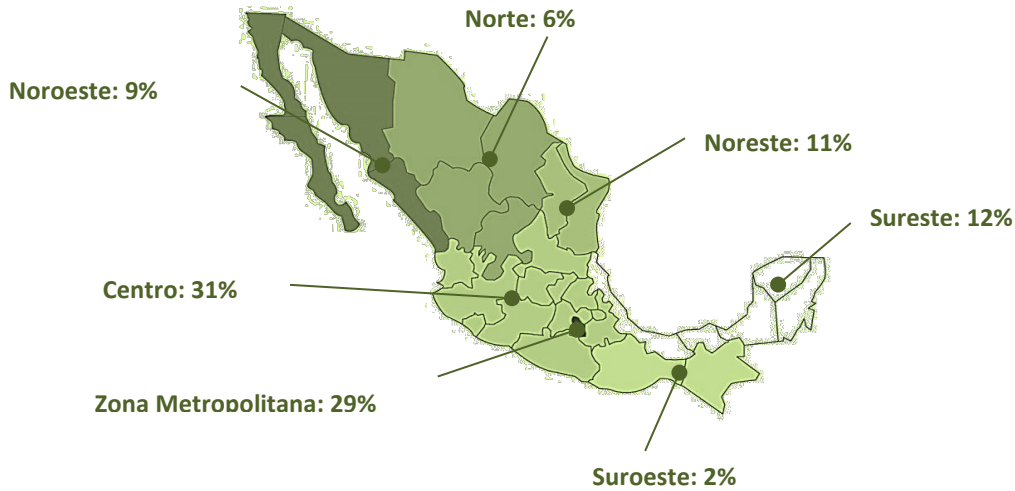 Norte: 6%
Noroeste: 9%
Noreste: 11%
Sureste: 12%
Centro: 31%
Zona Metropolitana: 29%
Suroeste: 2%